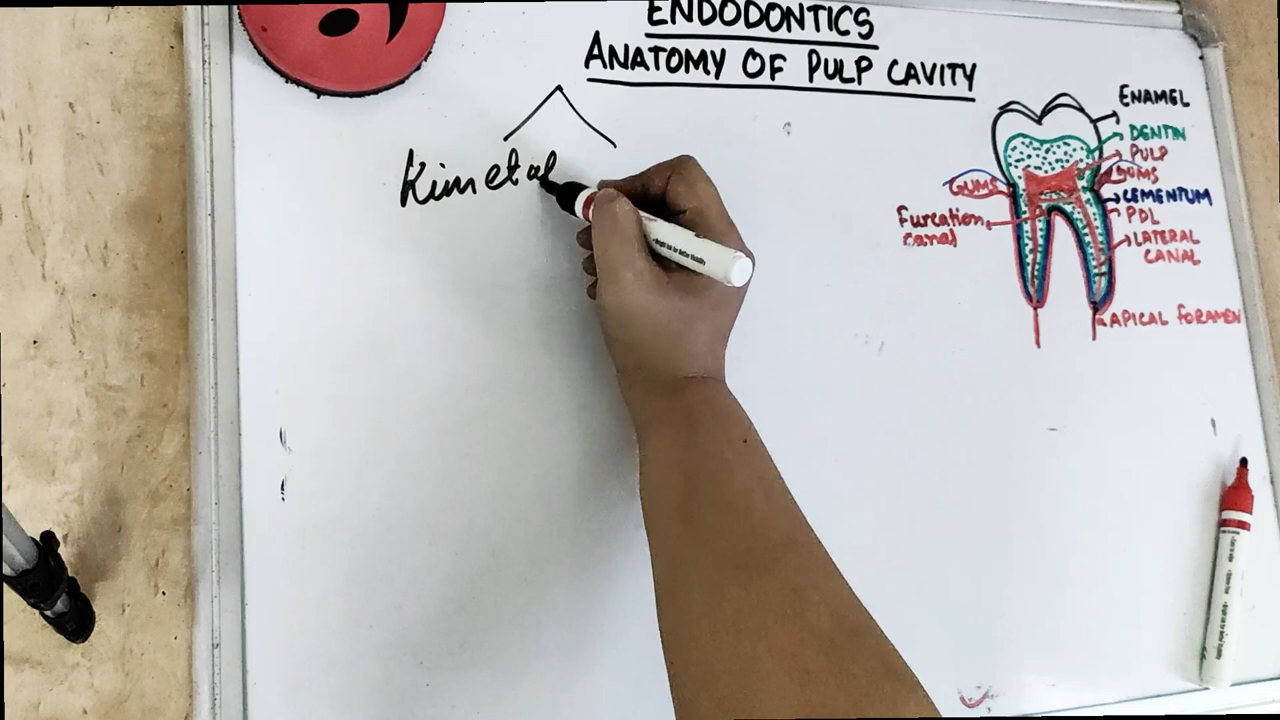 ENDODONTICS
ANATOMY OF PULP CAVITY
Kim et al
ENAMEL
DENTIN
PULP
GUMS
GUMS
CEMENTUM
PDL
Furcation canal
LATERAL CANAL
APICAL FORAMEN